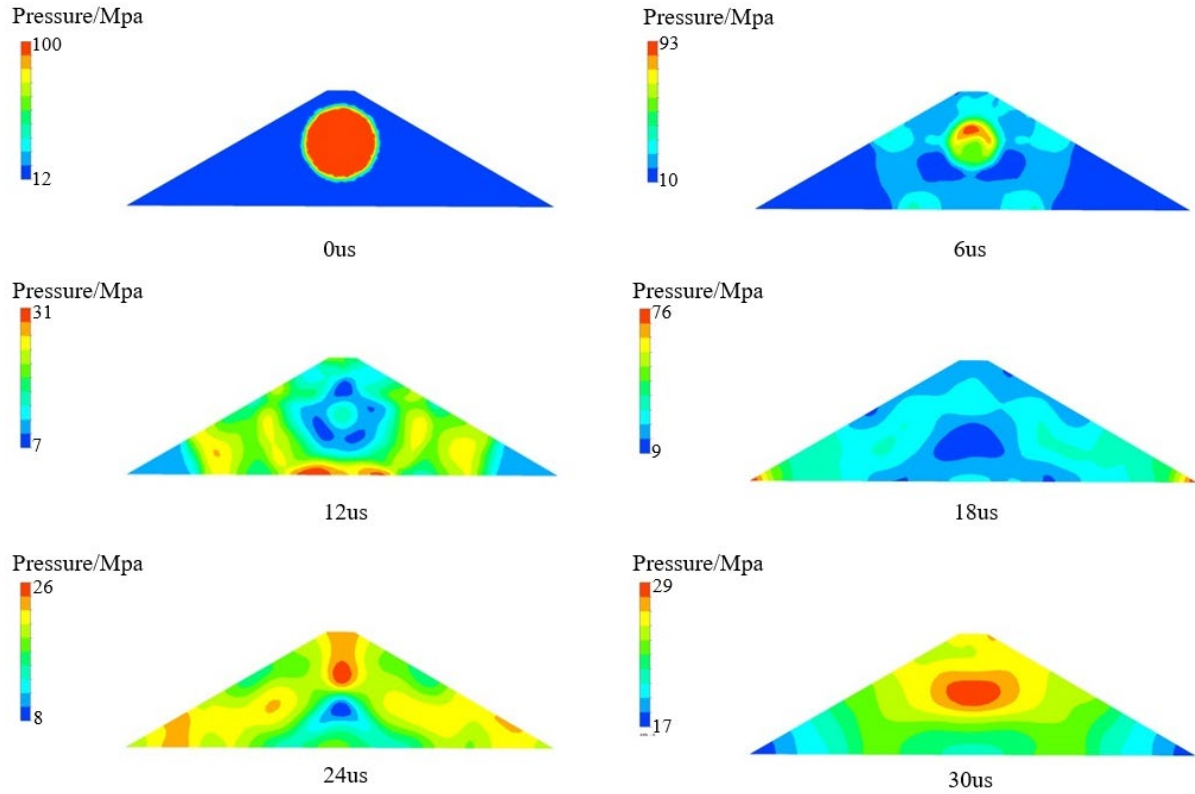 Pressure/Mpa
100
12
0us
Pressure/Mpa
93
10
6us
Pressure/Mpa
31
7
12us
Pressure/Mpa
76
9
18us
Pressure/Mpa
26
8
24us
Pressure/Mpa
29
17
30us